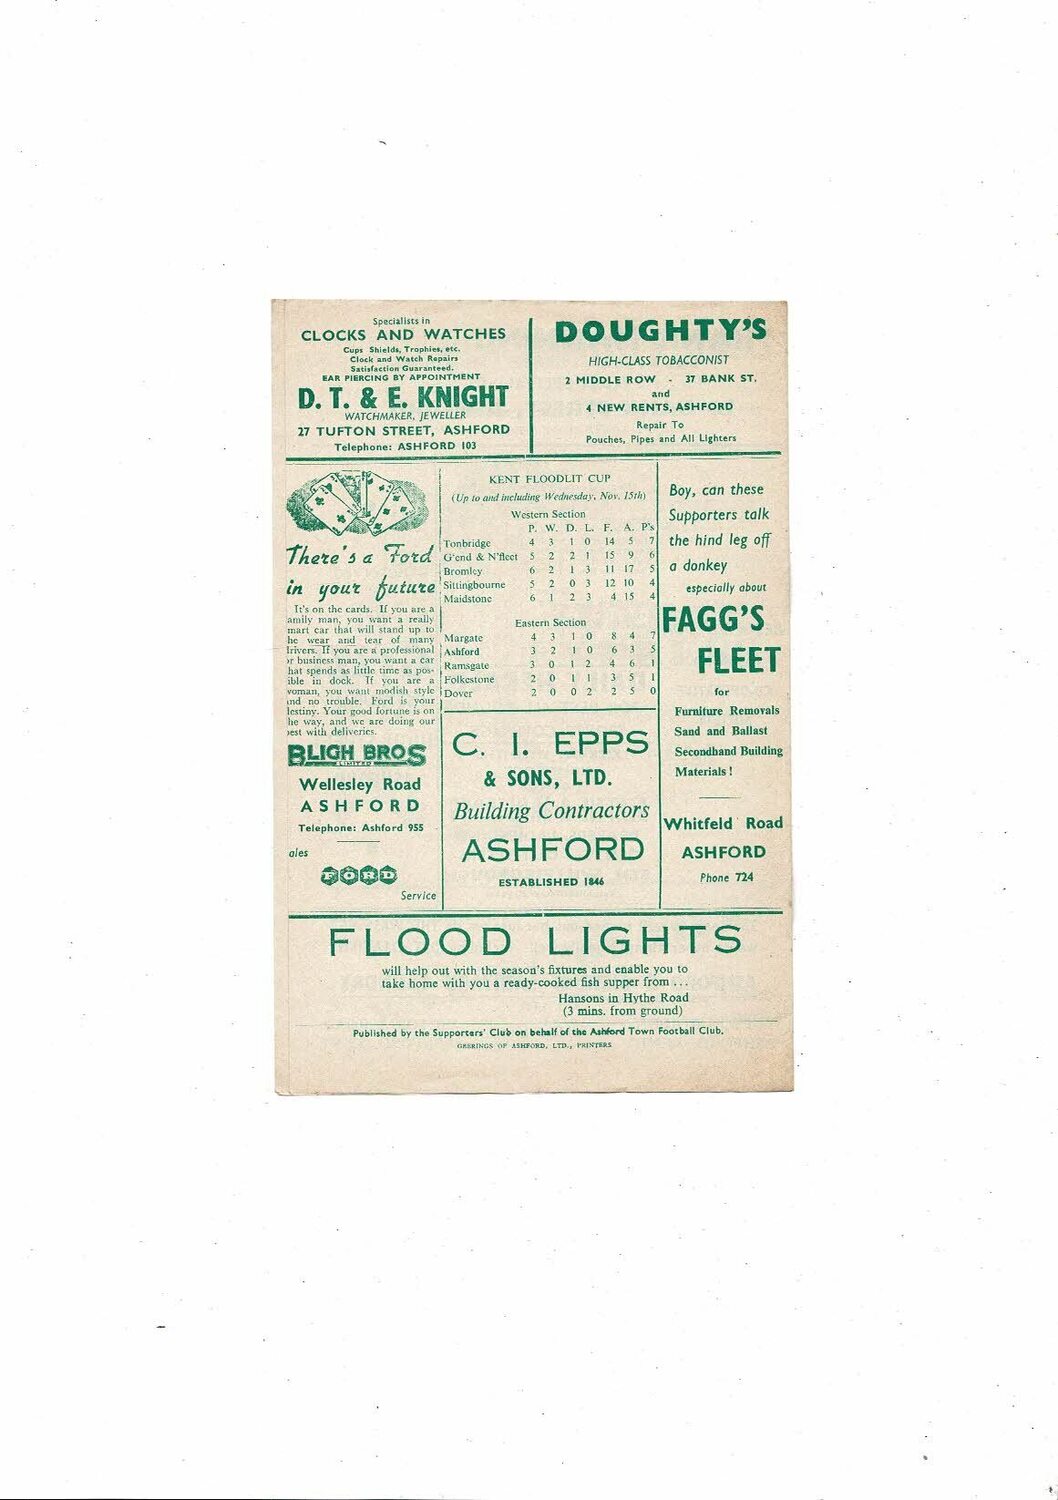 Specialists in
CLOCKS AND WATCHES
Cups Shields, Trophies, etc.
Clock and Watch Repairs
Satisfaction Guaranteed.
EAR PIERCING BY APPOINTMENT
D. T. & E. KNIGHT
WATCHMAKER, JEWELLER
27 TUFTON STREET, ASHFORD
Telephone: ASHFORD 103
DOUGHTY'S
HIGH-CLASS TOBACCONIST
2 MIDDLE ROW - 37 BANK ST.
and
4 NEW RENTS, ASHFORD
Repair To
Pouches, Pipes and All Lighters
There's a Ford
in your future
It's on the cards. If you are a
amily man, you want a really
mart car that will stand up to
he wear and tear of many
lrivers. If you are a professional
or business man, you want a car
hat spends as little time as pos-
ible in dock. If you are a
voman, you want modish style
nd no trouble. Ford is your
lestiny. Your good fortune is on
he way, and we are doing our
best with deliveries.
BLIGH BROS
LIMITED
Wellesley Road
ASHFORD
Telephone: Ashford 955
ales
FORD
Service
KENT FLOODLIT CUP
(Up to and including Wednesday, Nov. 15th)
Western Section
P. W. D. L. F. A. P's
Tonbridge 4 3 1 0 14 5 7
G'end & N'fleet 5 2 2 1 15 9 6
Bromley 6 2 1 3 11 17 5
Sittingbourne 5 2 0 3 12 10 4
Maidstone 6 1 2 3 4 15 4
Eastern Section
Margate 4 3 1 0 8 4 7
Ashford 3 2 1 0 6 3 5
Ramsgate 3 0 1 2 4 6 1
Folkestone 2 0 1 1 3 5 1
Dover 2 0 0 2 2 5 0
C. I. EPPS
& SONS, LTD.
Building Contractors
ASHFORD
ESTABLISHED 1846
Boy, can these
Supporters talk
the hind leg off
a donkey
especially about
FAGG'S
FLEET
for
Furniture Removals
Sand and Ballast
Secondhand Building
Materials!
Whitfeld Road
ASHFORD
Phone 724
FLOOD LIGHTS
will help out with the season's fixtures and enable you to
take home with you a ready-cooked fish supper from ...
Hansons in Hythe Road
(3 mins. from ground)
Published by the Supporters' Club on behalf of the Ashford Town Football Club.
GEERINGS OF ASHFORD, LTD., PRINTERS